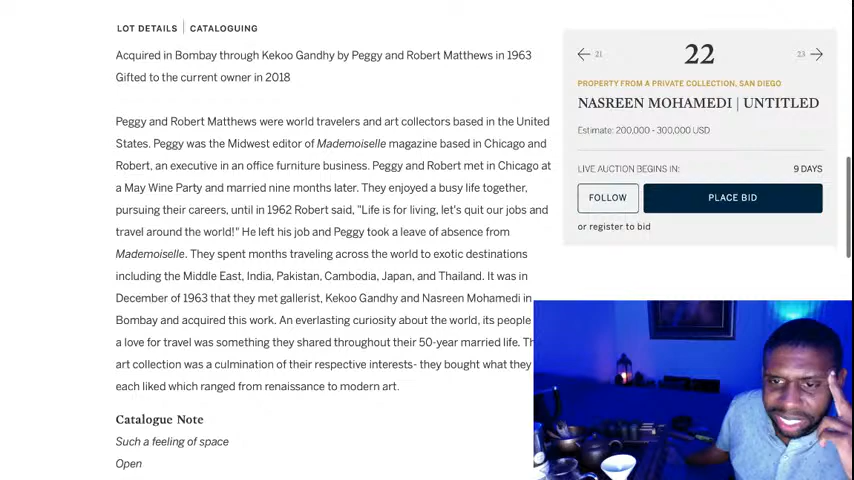 LOT DETAILS | CATALOGUING
Acquired in Bombay through Kekoo Gandhy by Peggy and Robert Matthews in 1963
Gifted to the current owner in 2018
Peggy and Robert Matthews were world travelers and art collectors based in the United
States. Peggy was the Midwest editor of Mademoiselle magazine based in Chicago and
Robert, an executive in an office furniture business. Peggy and Robert met in Chicago at
a May Wine Party and married nine months later. They enjoyed a busy life together,
pursuing their careers, until in 1962 Robert said, "Life is for living, let's quit our jobs and
travel around the world!" He left his job and Peggy took a leave of absence from
Mademoiselle. They spent months traveling across the world to exotic destinations
including the Middle East, India, Pakistan, Cambodia, Japan, and Thailand. It was in
December of 1963 that they met gallerist, Kekoo Gandhy and Nasreen Mohamedi in
Bombay and acquired this work. An everlasting curiosity about the world, its people
a love for travel was something they shared throughout their 50-year married life.
art collection was a culmination of their respective interests- they bought what they
each liked which ranged from renaissance to modern art.
Catalogue Note
Such a feeling of space
Open
← 21
22
23 →
PROPERTY FROM A PRIVATE COLLECTION, SAN DIEGO
NASREEN MOHAMEDI | UNTITLED
Estimate: 200,000 - 300,000 USD
LIVE AUCTION BEGINS IN:
9 DAYS
FOLLOW
PLACE BID
or register to bid